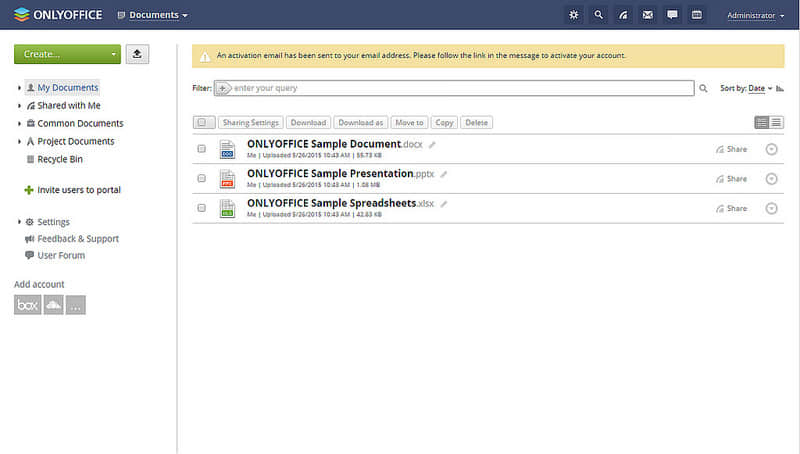 ONLYOFFICE Documents Administrator
Create...
An activation email has been sent to your email address. Please follow the link in the message to activate your account.
My Documents
Shared with Me
Common Documents
Project Documents
Recycle Bin
Invite users to portal
Settings
Feedback & Support
User Forum
Add account
box ...
Filter: enter your query Sort by: Date
Sharing Settings Download Download as Move to Copy Delete
ONLYOFFICE Sample Document.docx
Me | Uploaded 5/26/2015 10:43 AM | 55.73 KB
Share
ONLYOFFICE Sample Presentation.pptx
Me | Uploaded 5/26/2015 10:43 AM | 1.08 MB
Share
ONLYOFFICE Sample Spreadsheets.xlsx
Me | Uploaded 5/26/2015 10:43 AM | 42.63 KB
Share